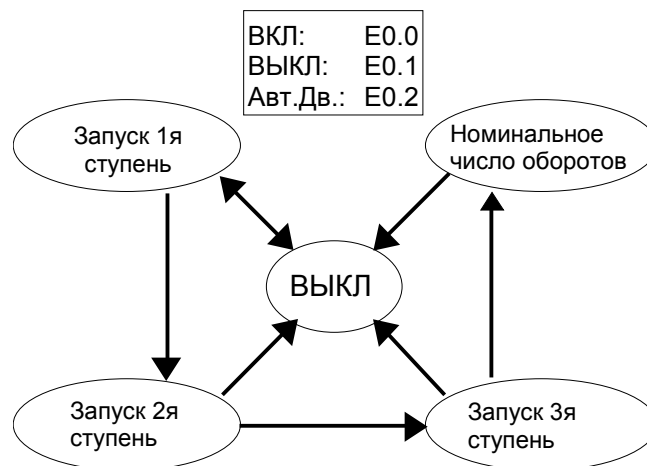 ВКЛ: E0.0
ВЫКЛ: E0.1
Авт.Дв.: E0.2
Запуск 1я
ступень
Номинальное
число оборотов
ВЫКЛ
Запуск 2я
ступень
Запуск 3я
ступень